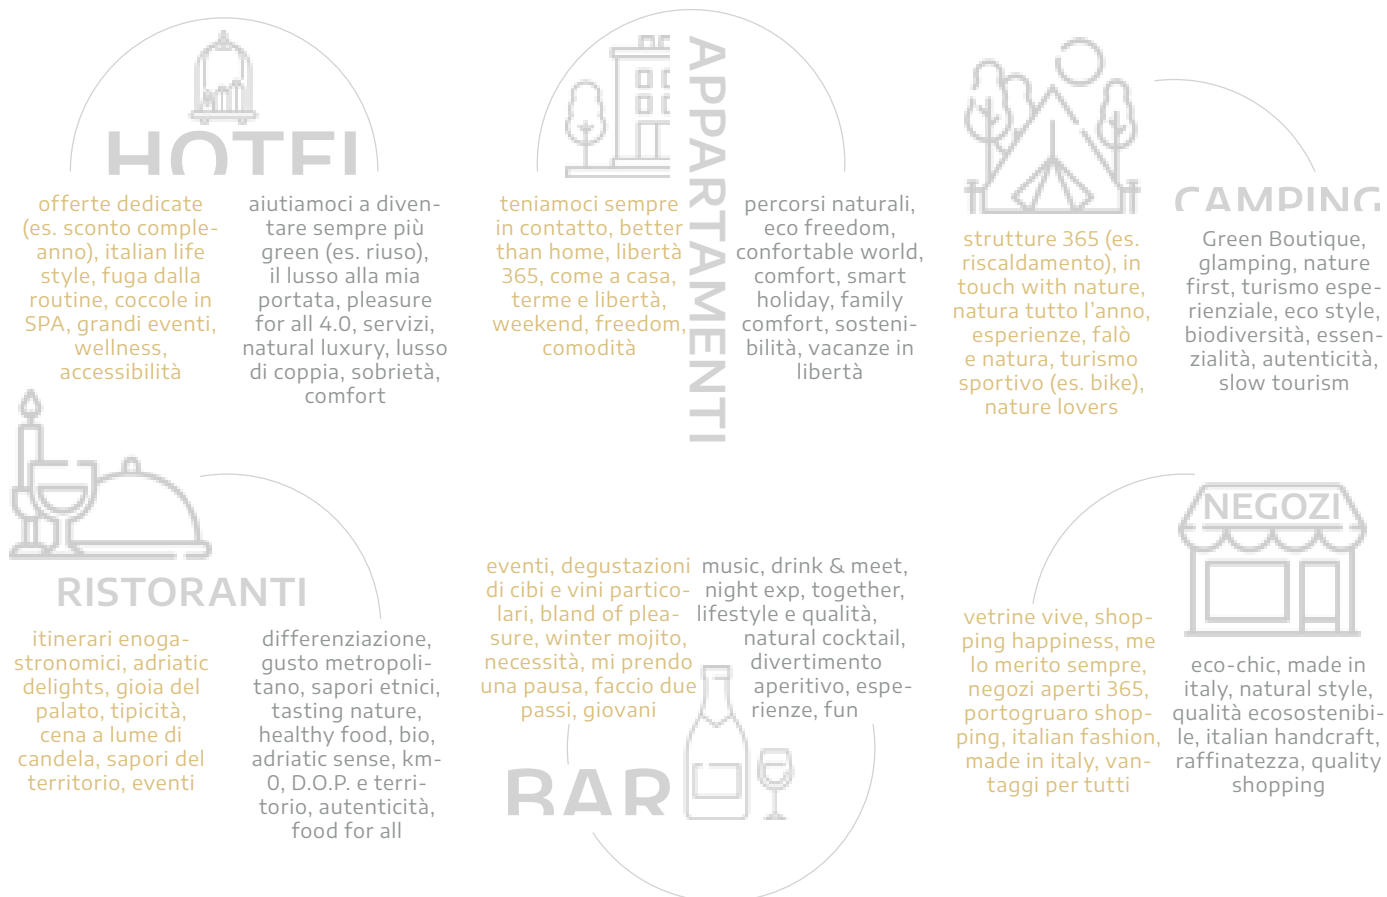 HOTEL
offerte dedicate
(es. sconto comple-
anno), italian life
style, fuga dalla
routine, coccole in
SPA, grandi eventi,
wellness,
accessibilità
aiutiamoci a diven-
tare sempre più
green (es. riuso),
il lusso alla mia
portata, pleasure
for all 4.0, servizi,
natural luxury, lusso
di coppia, sobrietà,
comfort
APPARTAMENTI
teniamoci sempre
in contatto, better
than home, libertà
365, come a casa,
terme e libertà,
weekend, freedom,
comodità
percorsi naturali,
eco freedom,
confortable world,
comfort, smart
holiday, family
comfort, sosteni-
bilità, vacanze in
libertà
CAMPING
strutture 365 (es.
riscaldamento), in
touch with nature,
natura tutto l'anno,
esperienze, falò
e natura, turismo
sportivo (es. bike),
nature lovers
Green Boutique,
glamping, nature
first, turismo espe-
rienziale, eco style,
biodiversità, essen-
zialità, autenticità,
slow tourism
RISTORANTI
itinerari enoga-
stronomici, adriatic
delights, gioia del
palato, tipicità,
cena a lume di
candela, sapori del
territorio, eventi
differenziazione,
gusto metropoli-
tano, sapori etnici,
tasting nature,
healthy food, bio,
adriatic sense, km-
0, D.O.P. e terri-
torio, autenticità,
food for all
eventi, degustazioni
di cibi e vini partico-
lari, bland of plea-
sure, winter mojito,
necessità, mi prendo
una pausa, faccio due
passi, giovani
music, drink & meet,
night exp, together,
lifestyle e qualità,
natural cocktail,
divertimento
aperitivo, espe-
rienze, fun
BAR
NEGOZI
vetrine vive, shop-
ping happiness, me
lo merito sempre,
negozi aperti 365,
portogruaro shop-
ping, italian fashion,
made in italy, van-
taggi per tutti
eco-chic, made in
italy, natural style,
qualità ecosostenibi-
le, italian handcraft,
raffinatezza, quality
shopping